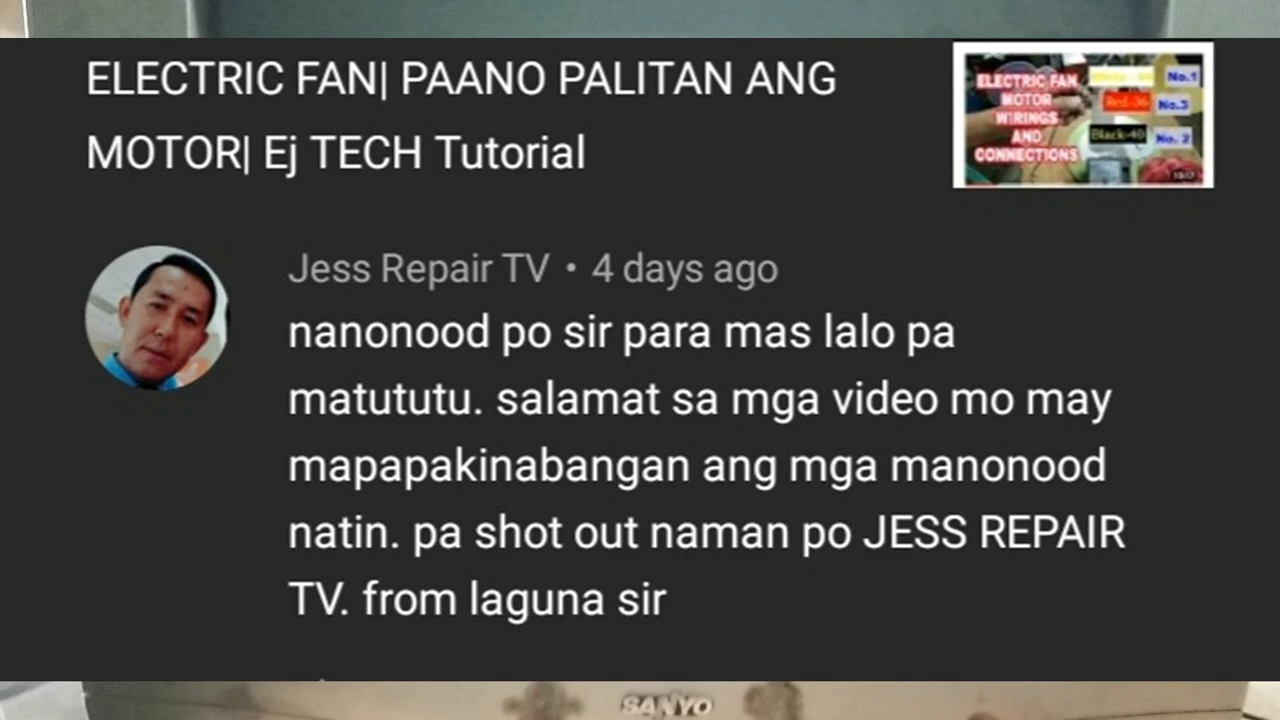 ELECTRIC FAN| PAANO PALITAN ANG
MOTOR| Ej TECH Tutorial
ELECTRIC FAN
MOTOR
WIRINGS
AND
CONNECTIONS
No.1
Red-36
No.3
Black-40
No. 2
Jess Repair TV • 4 days ago
nanonood po sir para mas lalo pa
matututu. salamat sa mga video mo may
mapapakinabangan ang mga manonood
natin. pa shot out naman po JESS REPAIR
TV. from laguna sir
SANYO